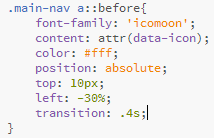 .main-nav a::before{
font-family: 'icomoon';
content: attr(data-icon);
color: #fff;
position: absolute;
top: 10px;
left: -30%;
transition: .4s;
}